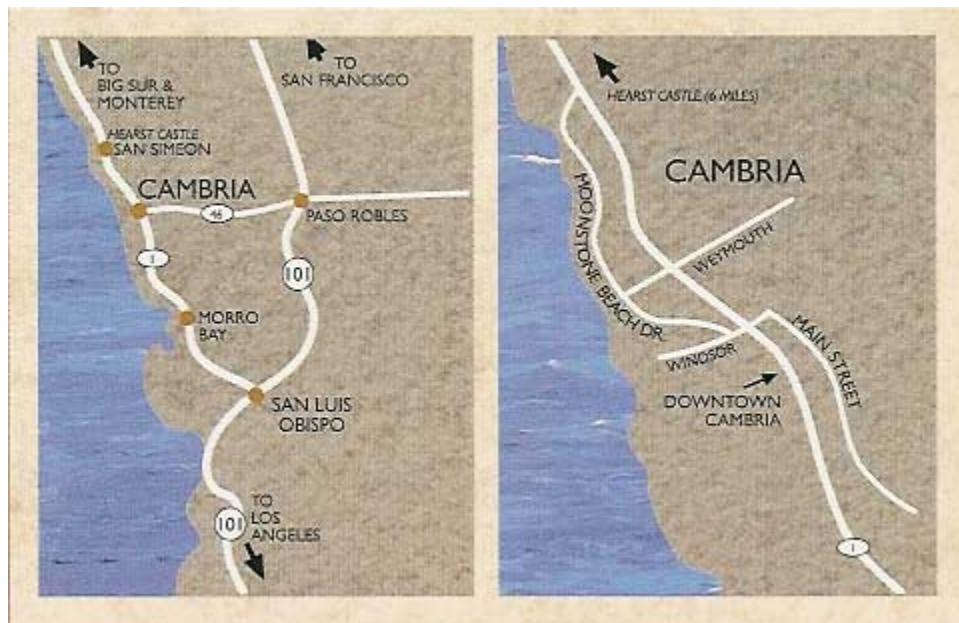 TO
BIG SUR &
MONTEREY
TO
SAN FRANCISCO
HEARST CASTLE
SAN SIMEON
CAMBRIA
46
PASO ROBLES
1
101
MORRO
BAY
SAN LUIS
OBISPO
101
TO
LOS
ANGELES
HEARST CASTLE (6 MILES)
CAMBRIA
MOONSTONE BEACH DR.
WEYMOUTH
WINDSOR
MAIN STREET
DOWNTOWN
CAMBRIA
1